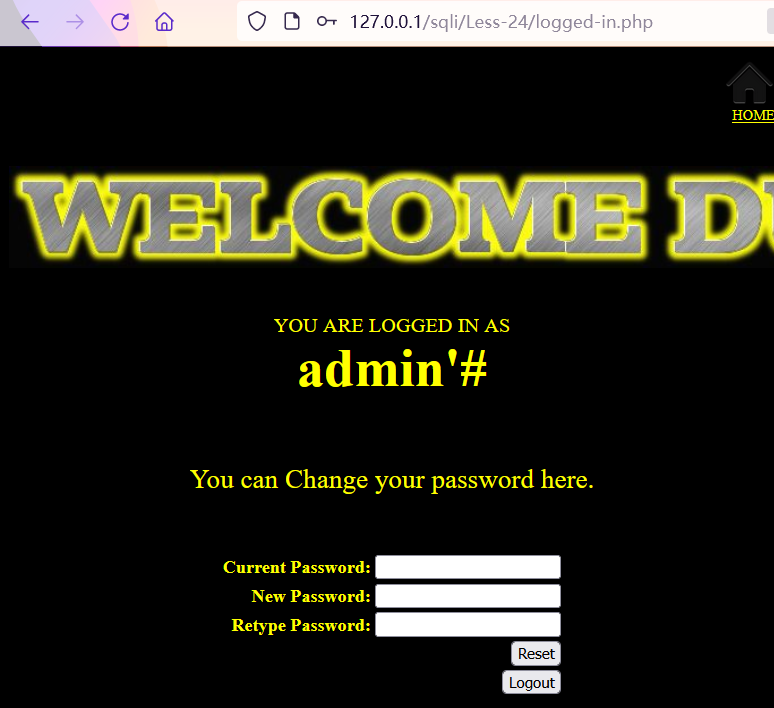 127.0.0.1/sqli/Less-24/logged-in.php
HOME
WELCOME DU
YOU ARE LOGGED IN AS
admin'#
You can Change your password here.
Current Password:
New Password:
Retype Password:
Reset
Logout